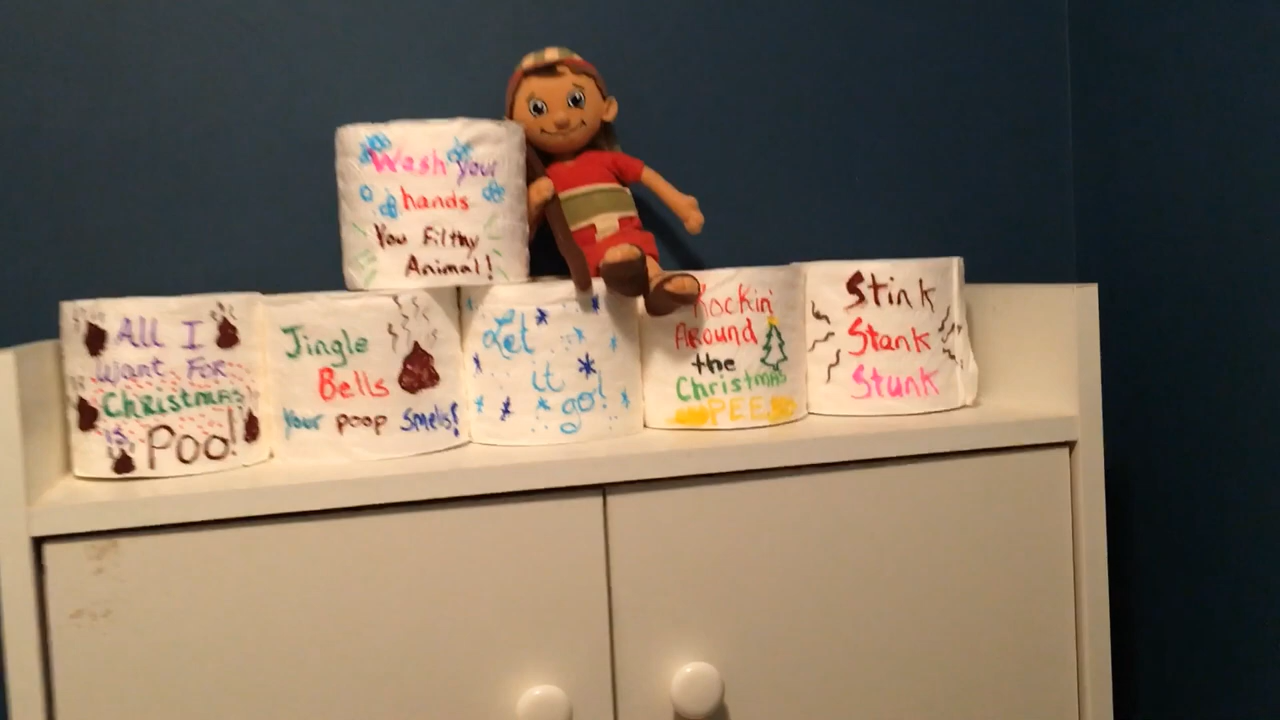 Wash your
hands
You Filthy
Animal!
All I
Want For
Christmas
is
Poo!
Jingle
Bells
Your poop smells!
Let
it
go!
Rockin'
Around
the
Christmas
PEE
Stink
Stank
Stunk